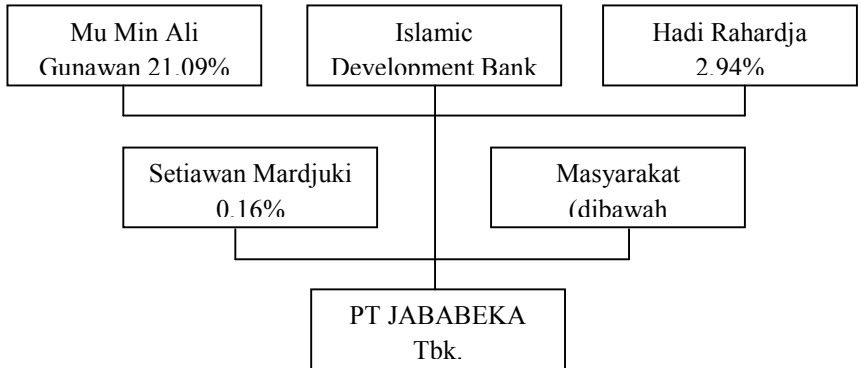 Mu Min Ali
Gunawan 21.09%
Islamic
Development Bank
Hadi Rahardja
2.94%
Setiawan Mardjuki
0.16%
Masyarakat
(dibawah
PT JABABEKA
Tbk.